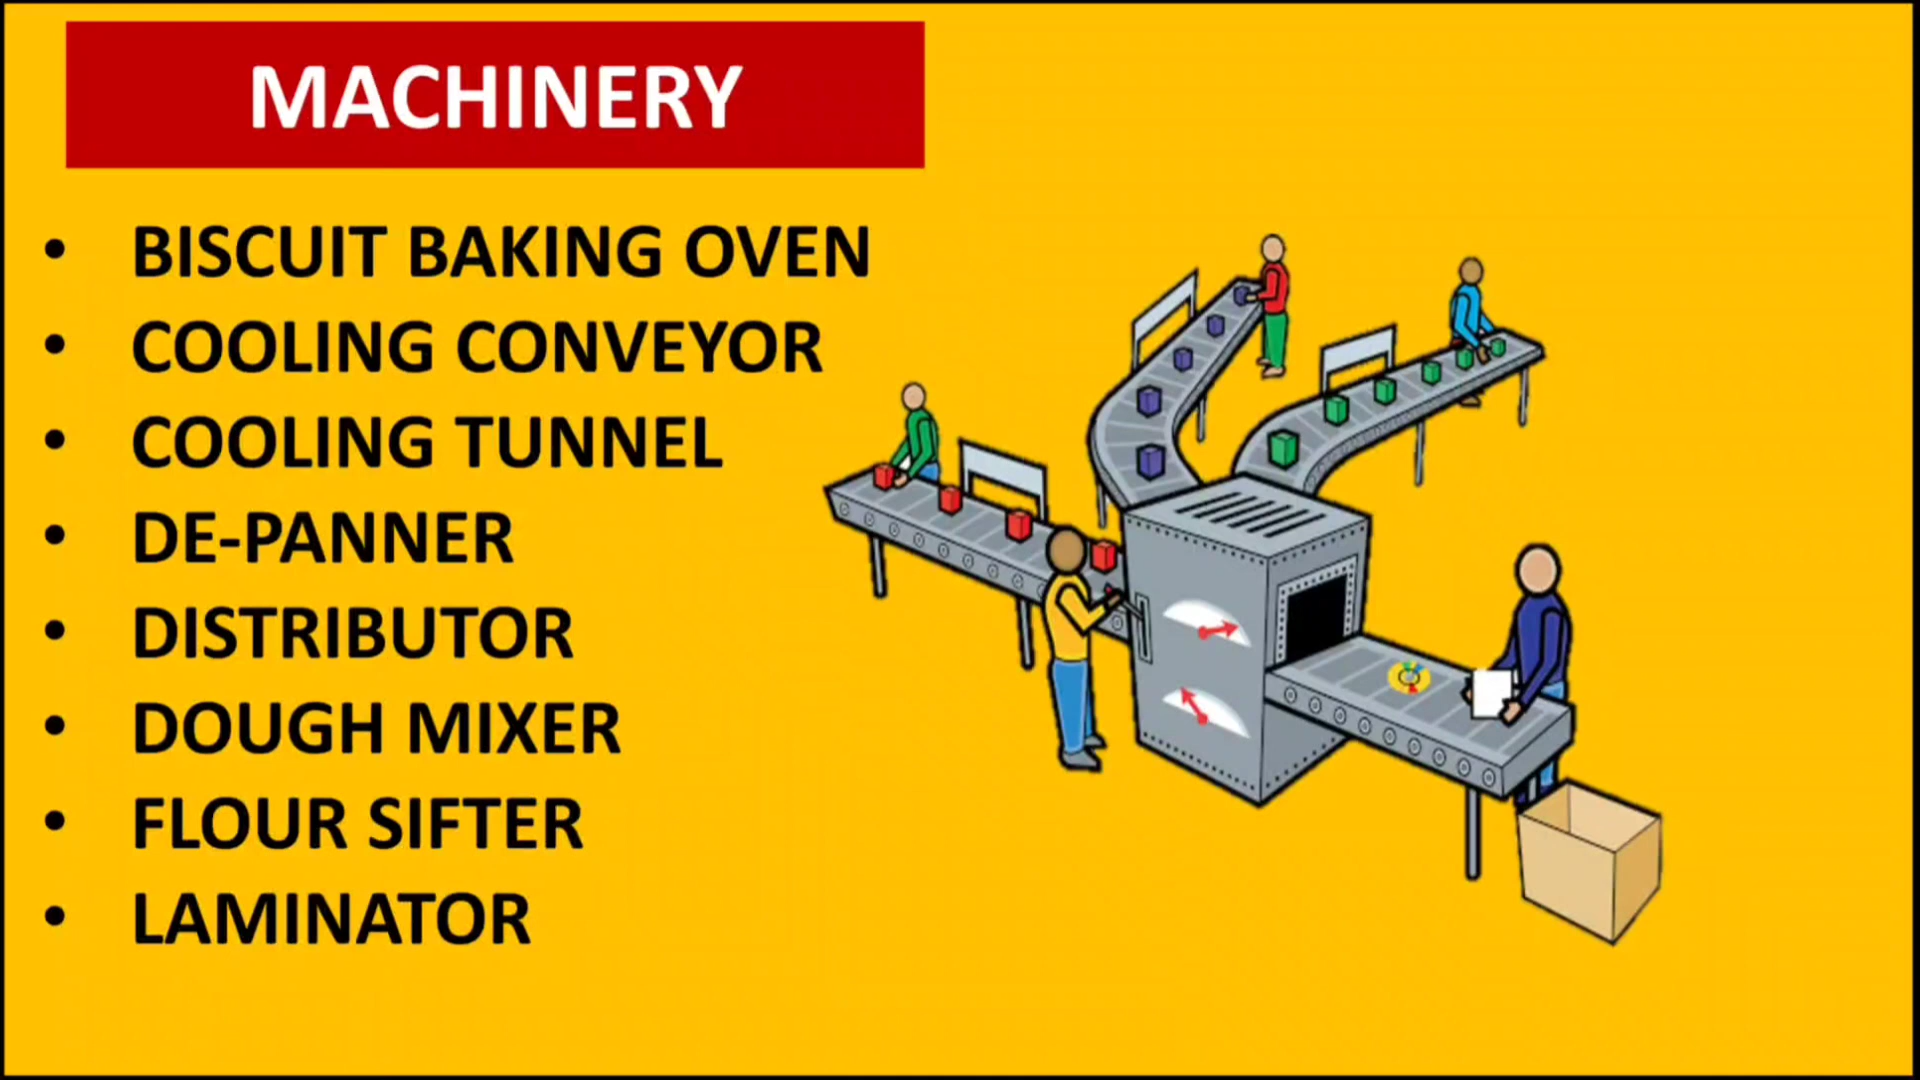 MACHINERY
• BISCUIT BAKING OVEN
• COOLING CONVEYOR
• COOLING TUNNEL
• DE-PANNER
• DISTRIBUTOR
• DOUGH MIXER
• FLOUR SIFTER
• LAMINATOR